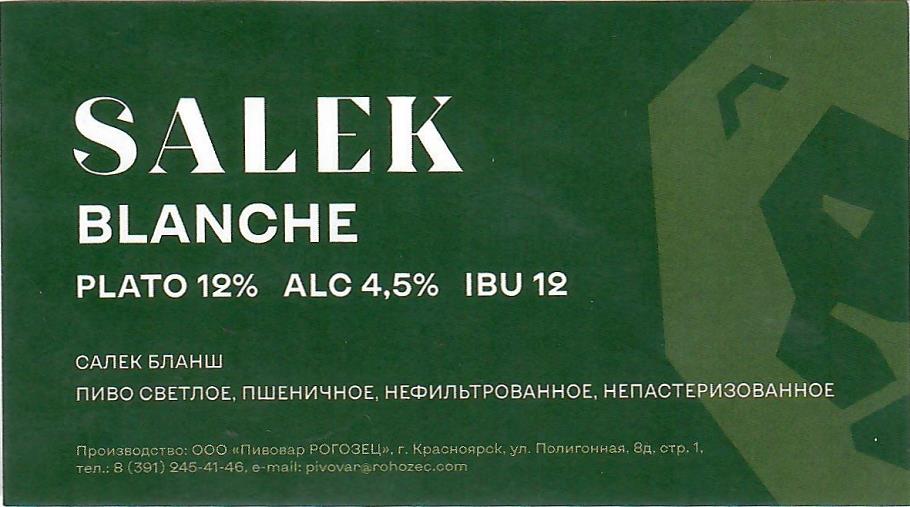 SALEK
BLANCHE
PLATO 12% ALC 4,5% IBU 12
САЛЕК БЛАНШ
ПИВО СВЕТЛОЕ, ПШЕНИЧНОЕ, НЕФИЛЬТРОВАННОЕ, НЕПАСТЕРИЗОВАННОЕ
Производство: ООО «Пивовар РОГОЗЕЦ», г. Красноярск, ул. Полигонная, 8д, стр. 1,
тел.: 8 (391) 245-41-46, e-mail: pivovar@rohozec.com